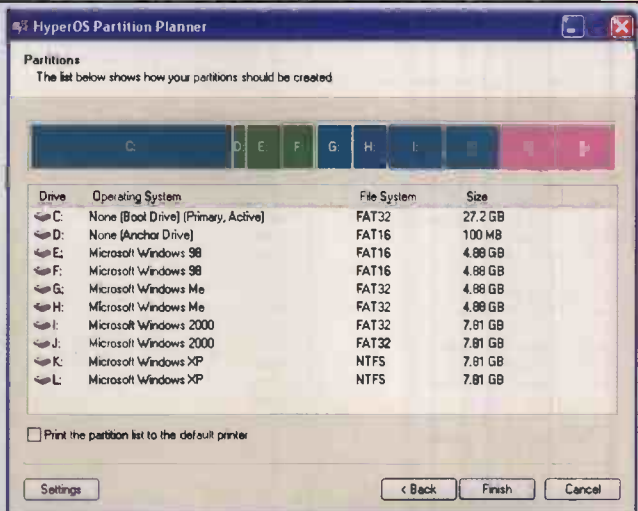 HyperOS Partition Planner
Partitions
The list below shows how your partitions should be created
C: D: E: F: G: H: I:
Drive Operating System File System Size
C: None (Boot Drive) (Primary, Active) FAT32 27.2 GB
D: None (Anchor Drive) FAT16 100 MB
E: Microsoft Windows 98 FAT16 4.88 GB
F: Microsoft Windows 98 FAT16 4.88 GB
G: Microsoft Windows Me FAT32 4.88 GB
H: Microsoft Windows Me FAT32 4.88 GB
I: Microsoft Windows 2000 FAT32 7.81 GB
J: Microsoft Windows 2000 FAT32 7.81 GB
K: Microsoft Windows XP NTFS 7.81 GB
L: Microsoft Windows XP NTFS 7.81 GB
Print the partition list to the default printer
Settings < Back Finish Cancel